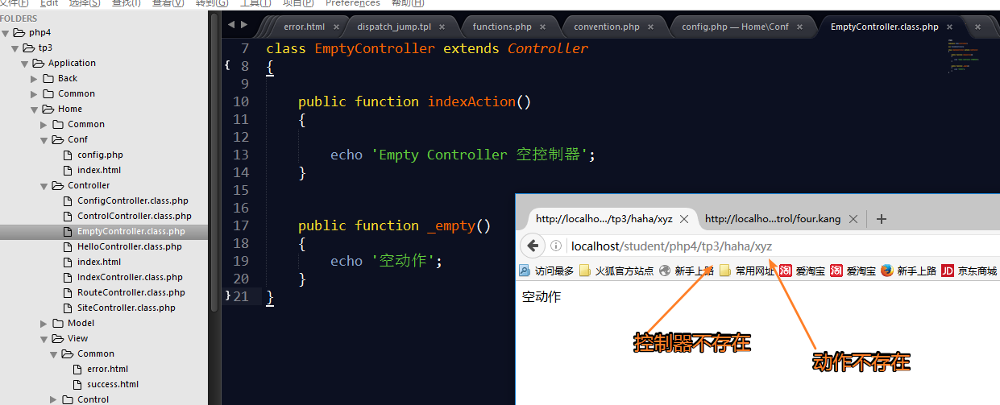 文件(F) Edit 选择(S) 查找(I) 查看(V) 转到(G) 工具(T) 项目(P) Preferences 帮助(H)
FOLDERS
php4
tp3
Application
Back
Common
Home
Common
Conf
config.php
index.html
Controller
ConfigController.class.php
ControlController.class.php
EmptyController.class.php
HelloController.class.php
index.html
IndexController.class.php
RouteController.class.php
SiteController.class.php
Model
View
Common
error.html
success.html
Control
error.html dispatch_jump.tpl functions.php convention.php config.php — Home\Conf EmptyController.class.php
7 class EmptyController extends Controller
8 {
9
10 public function indexAction()
11 {
12
13 echo 'Empty Controller 空控制器';
14 }
15
16
17 public function _empty()
18 {
19 echo '空动作';
20 }
21 }
http://localho.../tp3/haha/xyz http://localho...trol/four.kang
localhost/student/php4/tp3/haha/xyz
访问最多 火狐官方站点 新手上路 常用网址 爱淘宝 爱淘宝 新手上路 京东商城
空动作
控制器不存在
动作不存在